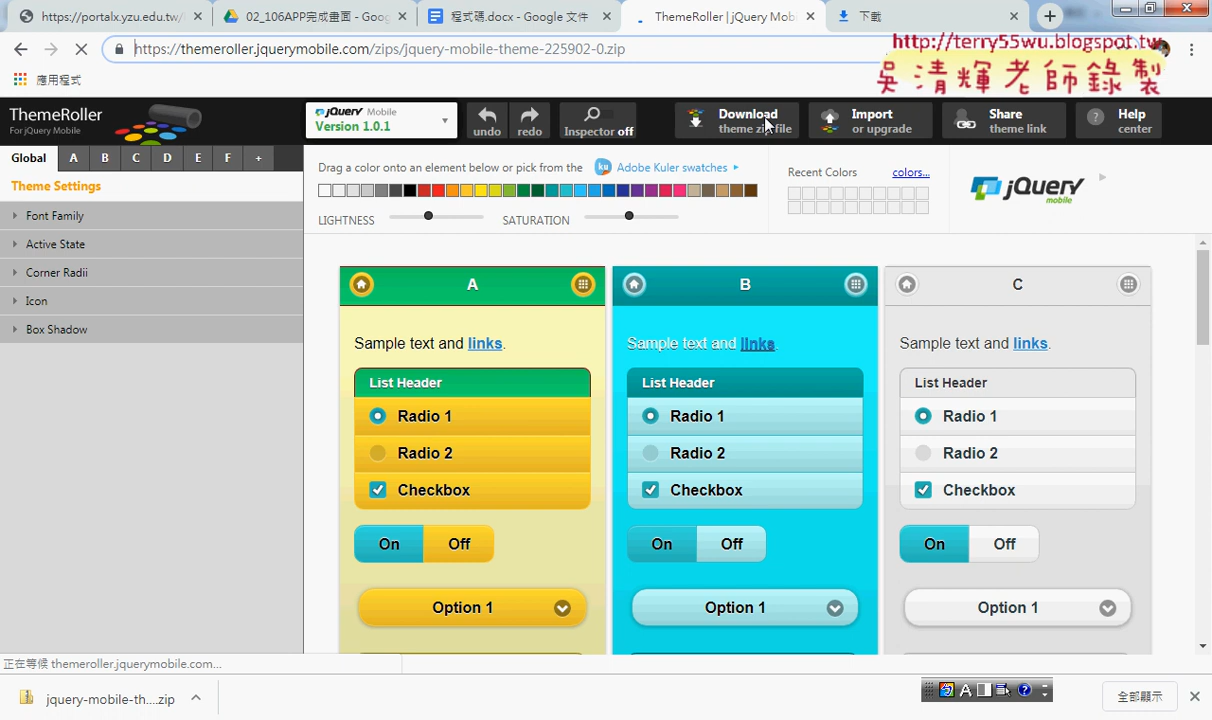 https://portalx.yzu.edu.tw/
02_106APP完成畫面 - Goo
程式碼.docx - Google 文件
ThemeRoller | jQuery Mob
下載
https://themeroller.jquerymobile.com/zips/jquery-mobile-theme-225902-0.zip
http://terry55wu.blogspot.tw
吳清輝老師錄製
應用程式
ThemeRoller
For jQuery Mobile
jQuery Mobile
Version 1.0.1
undo
redo
Inspector off
Download
theme zip file
Import
or upgrade
Share
theme link
Help
center
Global
A
B
C
D
E
F
+
Theme Settings
Font Family
Active State
Corner Radii
Icon
Box Shadow
Drag a color onto an element below or pick from the
ku
Adobe Kuler swatches
LIGHTNESS
SATURATION
Recent Colors
colors...
jQuery
mobile
A
Sample text and links.
List Header
Radio 1
Radio 2
Checkbox
On
Off
Option 1
B
Sample text and links.
List Header
Radio 1
Radio 2
Checkbox
On
Off
Option 1
C
Sample text and links.
List Header
Radio 1
Radio 2
Checkbox
On
Off
Option 1
正在等候 themeroller.jquerymobile.com...
jquery-mobile-th....zip
A
全部顯示